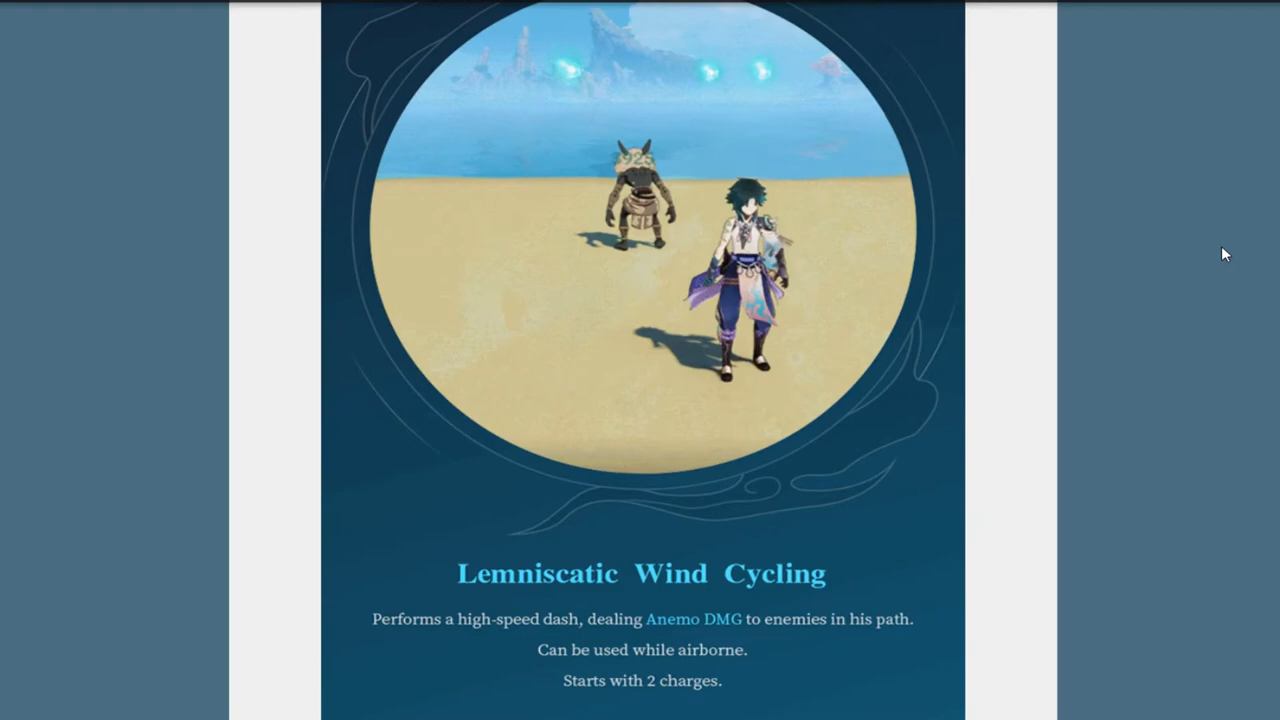 Lemniscatic Wind Cycling
Performs a high-speed dash, dealing Anemo DMG to enemies in his path.
Can be used while airborne.
Starts with 2 charges.